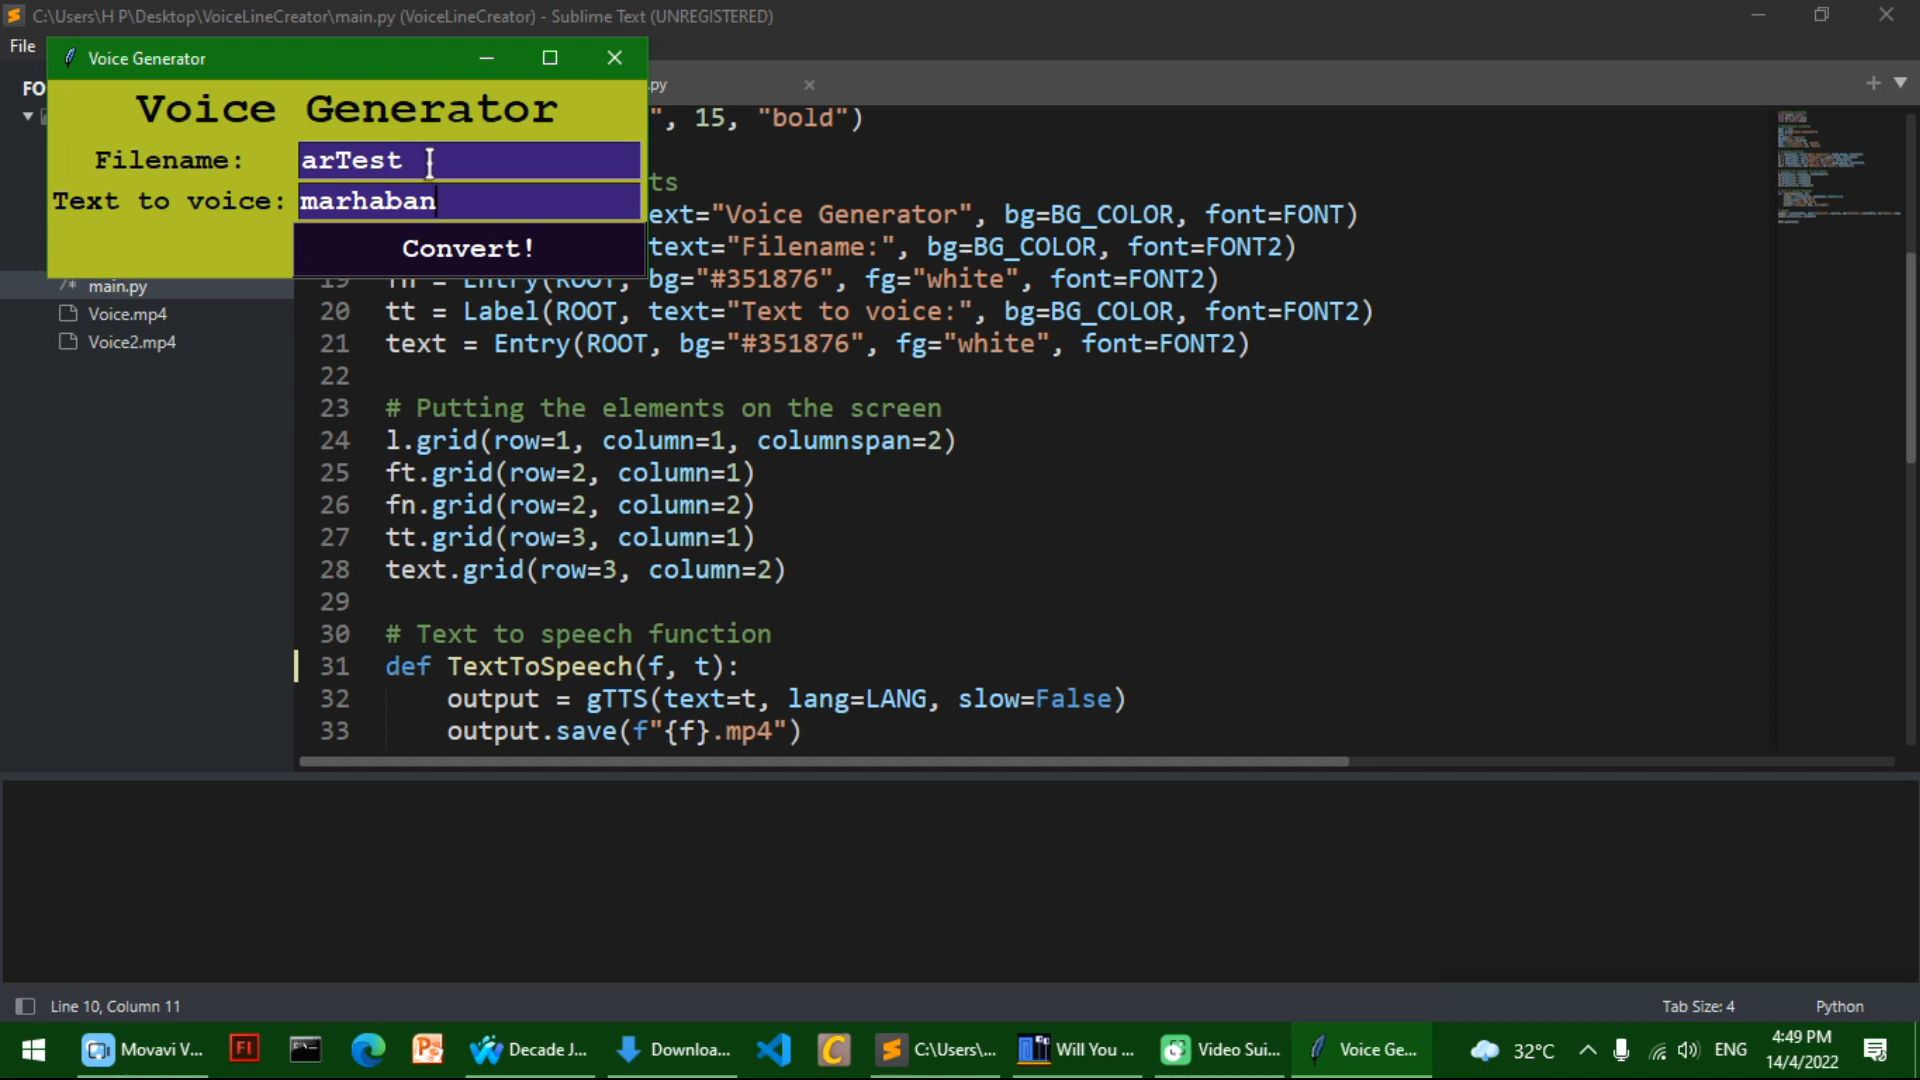 C:\Users\H P\Desktop\VoiceLineCreator\main.py (VoiceLineCreator) - Sublime Text (UNREGISTERED)
File
Voice Generator
FO
.py
Voice Generator
", 15, "bold")
Filename: arTest
ts
Text to voice: marhaban
ext="Voice Generator", bg=BG_COLOR, font=FONT)
Convert!
text="Filename:", bg=BG_COLOR, font=FONT2)
/* main.py
19 fn = Entry(ROOT, bg="#351876", fg="white", font=FONT2)
Voice.mp4
20 tt = Label(ROOT, text="Text to voice:", bg=BG_COLOR, font=FONT2)
Voice2.mp4
21 text = Entry(ROOT, bg="#351876", fg="white", font=FONT2)
22
23 # Putting the elements on the screen
24 l.grid(row=1, column=1, columnspan=2)
25 ft.grid(row=2, column=1)
26 fn.grid(row=2, column=2)
27 tt.grid(row=3, column=1)
28 text.grid(row=3, column=2)
29
30 # Text to speech function
31 def TextToSpeech(f, t):
32 output = gTTS(text=t, lang=LANG, slow=False)
33 output.save(f"{f}.mp4")
Line 10, Column 11
Tab Size: 4
Python
Movavi V...
Decade J...
Downloa...
C:\Users\...
Will You ...
Video Sui...
Voice Ge...
32°C
ENG
4:49 PM
14/4/2022